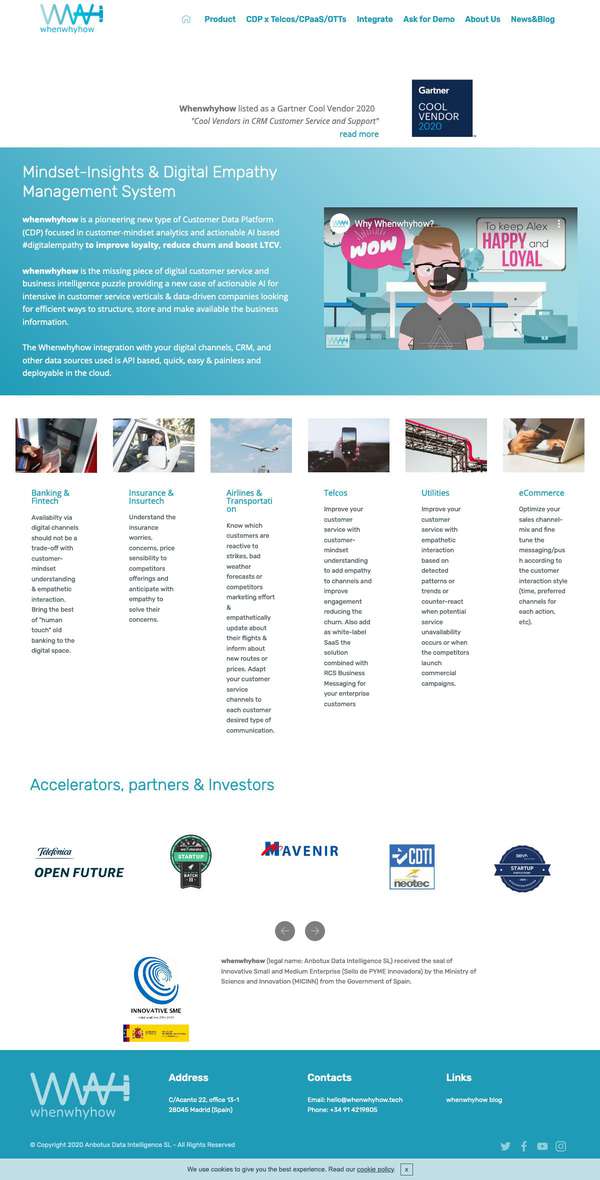 whenwhyhow
Product CDP x Telcos/CPaaS/OTTs Integrate Ask for Demo About Us News&Blog
Whenwhyhow listed as a Gartner Cool Vendor 2020
"Cool Vendors in CRM Customer Service and Support"
read more
Gartner
COOL
VENDOR
2020
Mindset-Insights & Digital Empathy
Management System
whenwhyhow is a pioneering new type of Customer Data Platform
(CDP) focused in customer-mindset analytics and actionable AI based
#digitalempathy to improve loyalty, reduce churn and boost LTCV.
whenwhyhow is the missing piece of digital customer service and
business intelligence puzzle providing a new case of actionable AI for
intensive in customer service verticals & data-driven companies looking
for efficient ways to structure, store and make available the business
information.
The Whenwhyhow integration with your digital channels, CRM, and
other data sources used is API based, quick, easy & painless and
deployable in the cloud.
Why Whenwhyhow?
WOW
To keep Alex
HAPPY and
LOYAL
Banking &
Fintech
Availabilty via
digital channels
should not be a
trade-off with
customer-
mindset
understanding
& empathetic
interaction.
Bring the best
of "human
touch" old
banking to the
digital space.
Insurance &
Insurtech
Understand the
insurance
worries,
concerns, price
sensibility to
competitors
offerings and
anticipate with
empathy to
solve their
concerns.
Airlines &
Transportati
on
Know which
customers are
reactive to
strikes, bad
weather
forecasts or
competitors
marketing effort
&
empathetically
update about
their flights &
inform about
new routes or
prices. Adapt
your customer
service
channels to
each customer
desired type of
communication.
Telcos
Improve your
customer
service with
customer-
mindset
understanding
to add empathy
to channels and
improve
engagement
reducing the
churn. Also add
as white-label
SaaS the
solution
combined with
RCS Business
Messaging for
your enterprise
customers
Utilities
Improve your
customer
service with
empathetic
interaction
based on
detected
patterns or
trends or
counter-react
when potential
service
unavailability
occurs or when
the competitors
launch
commercial
campaigns.
eCommerce
Optimize your
sales channel-
mix and fine
tune the
messaging/pus
h according to
the customer
interaction style
(time, preferred
channels for
each action,
etc).
Accelerators, partners & Investors
Telefónica
OPEN FUTURE
STARTUP
BATCH
MAVENIR
CDTI
neotec
STARTUP
INNOVATIVE SME
whenwhyhow (legal name: Anbotux Data Intelligence SL) received the seal of
Innovative Small and Medium Enterprise (Sello de PYME Innovadora) by the Ministry of
Science and Innovation (MICINN) from the Government of Spain.
whenwhyhow
Address
C/Acanto 22, office 13-1
28045 Madrid (Spain)
Contacts
Email: hello@whenwhyhow.tech
Phone: +34 91 4219805
Links
whenwhyhow blog
© Copyright 2020 Anbotux Data Intelligence SL - All Rights Reserved
We use cookies to give you the best experience. Read our cookie policy. x